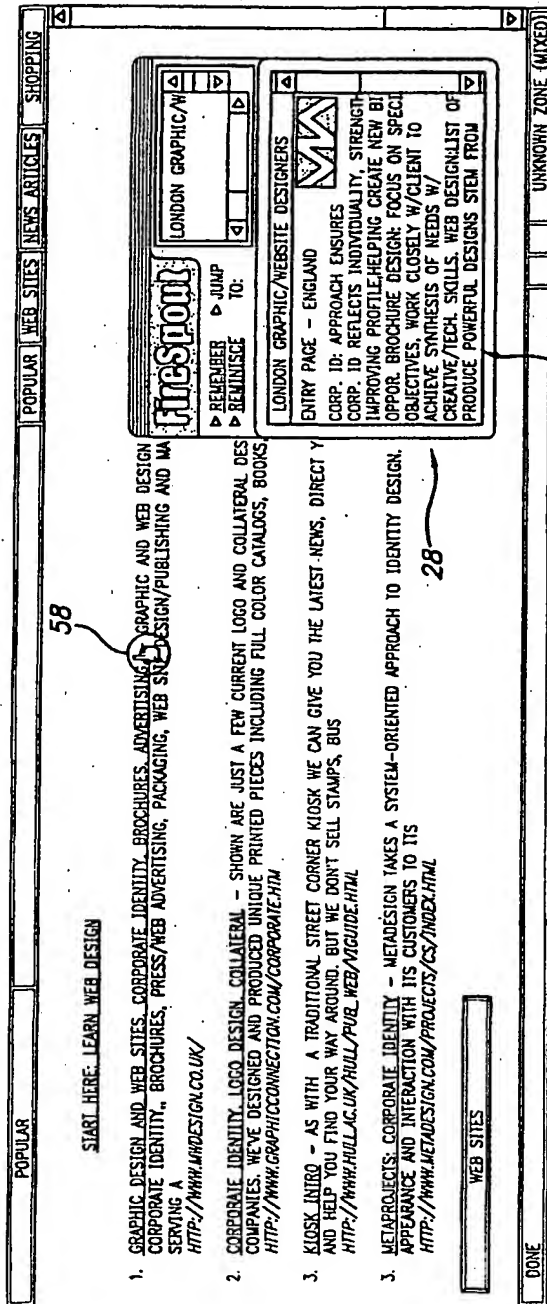 POPULAR
POPULAR WEB SITES NEWS ARTICLES SHOPPING
START HERE: LEARN WEB DESIGN
58
1. GRAPHIC DESIGN AND WEB SITES, CORPORATE IDENTITY, BROCHURES, ADVERTISING, GRAPHIC AND WEB DESIGN
CORPORATE IDENTITY,, BROCHURES, PRESS/WEB ADVERTISING, PACKAGING, WEB SITE DESIGN/PUBLISHING AND MA
SERVING A
HTTP://WWW.MWDESIGN.CO.UK/
2. CORPORATE IDENTITY, LOGO DESIGN, COLLATERAL - SHOWN ARE JUST A FEW CURRENT LOGO AND COLLATERAL DES
COMPANIES. WE'VE DESIGNED AND PRODUCED UNIQUE PRINTED PIECES INCLUDING FULL COLOR CATALOGS, BOOKS,
HTTP://WWW.GRAPHICCONNECTION.COM/CORPORATE.HTM
3. KIOSK INTRO - AS WITH A TRADITIONAL STREET CORNER KIOSK WE CAN GIVE YOU THE LATEST NEWS, DIRECT Y
AND HELP YOU FIND YOUR WAY AROUND, BUT WE DON'T SELL STAMPS, BUS
HTTP://WWW.HULL.AC.UK/HULL/PUB_WEB/VIGUIDE.HTML
3. METAPROJECTS: CORPORATE IDENTITY - METADESIGN TAKES A SYSTEM-ORIENTED APPROACH TO IDENTITY DESIGN.
APPEARANCE AND INTERACTION WITH ITS CUSTOMERS TO ITS
HTTP://WWW.METADESIGN.COM/PROJECTS/CS/INDEX.HTML
FireSpout
REMEMBER JUMP
REMINISCE TO:
LONDON GRAPHIC/W
LONDON GRAPHIC/WEBSITE DESIGNERS
ENTRY PAGE - ENGLAND
CORP. ID: APPROACH ENSURES
CORP. ID REFLECTS INDIVIDUALITY, STRENGTH
IMPROVING PROFILE,HELPING CREATE NEW BI
OPPOR. BROCHURE DESIGN: FOCUS ON SPECI
OBJECTIVES, WORK CLOSELY W/CLIENT TO
ACHIEVE SYNTHESIS OF NEEDS W/
CREATIVE/TECH. SKILLS. WEB DESIGN:LIST OF
PRODUCE POWERFUL DESIGNS STEM FROM
28
WEB SITES
DONE
UNKNOWN ZONE (MIXED)